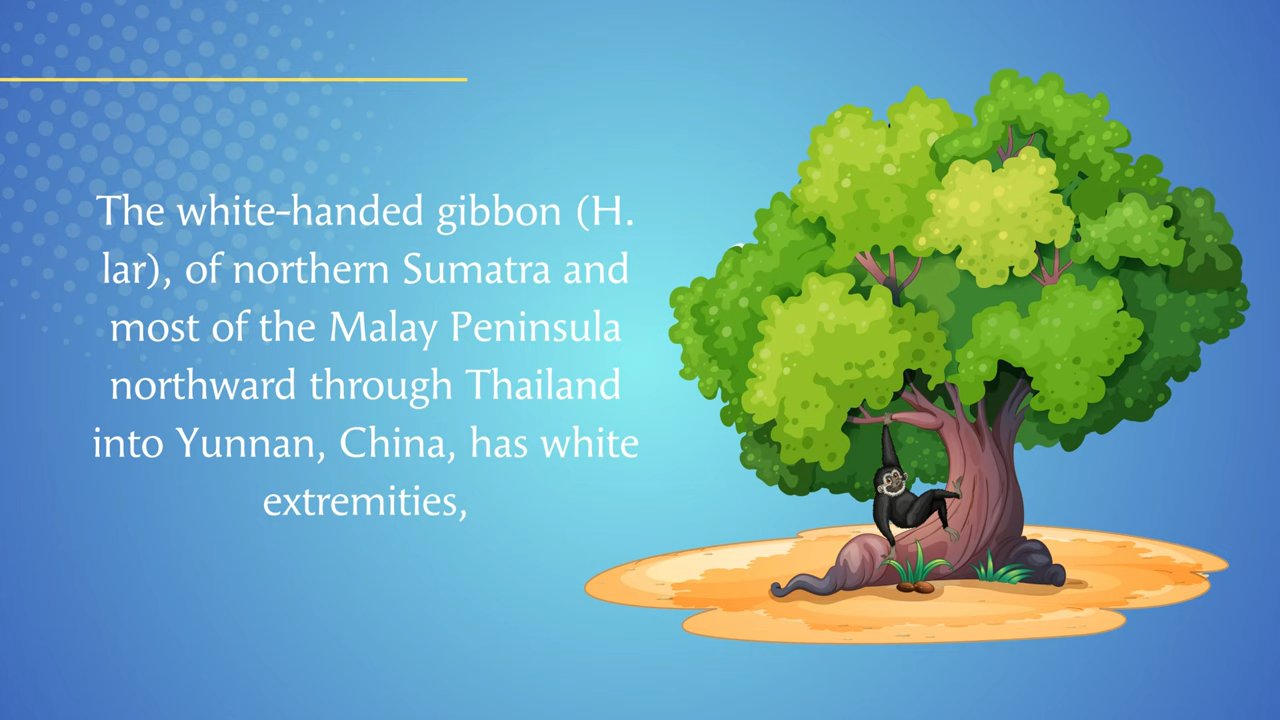 The white-handed gibbon (H.
lar), of northern Sumatra and
most of the Malay Peninsula
northward through Thailand
into Yunnan, China, has white
extremities,